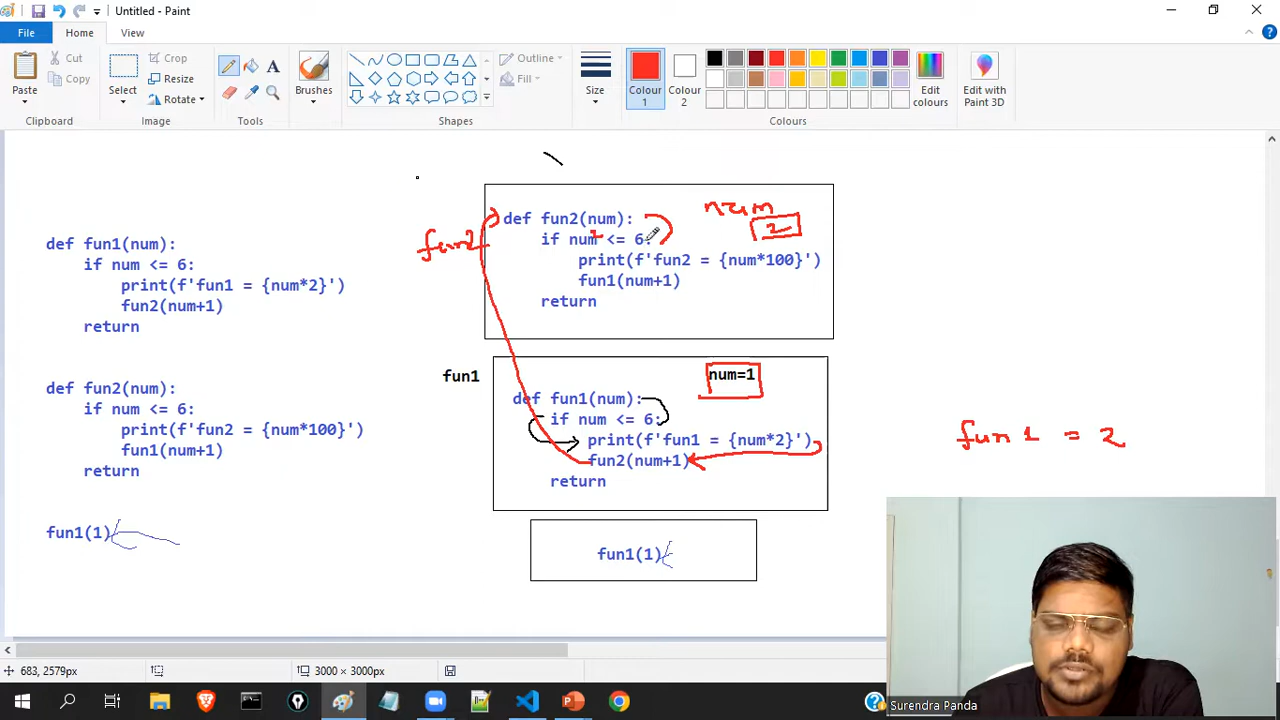 Untitled - Paint
File
Home
View
Paste
Cut
Copy
Clipboard
Select
Crop
Resize
Rotate
Image
Tools
Brushes
Shapes
Outline
Fill
Size
Colour 1
Colour 2
Edit colours
Edit with Paint 3D
Colours
def fun1(num):
if num <= 6:
print(f'fun1 = {num*2}')
fun2(num+1)
return
def fun2(num):
if num <= 6:
print(f'fun2 = {num*100}')
fun1(num+1)
return
fun1(1)
fun2
def fun2(num):
if num <= 6:
print(f'fun2 = {num*100}')
fun1(num+1)
return
num
2
2
fun1
num=1
def fun1(num):
if num <= 6:
print(f'fun1 = {num*2}')
fun2(num+1)
return
fun1(1)
fun1 = 2
683, 2579px
3000 × 3000px
Surendra Panda